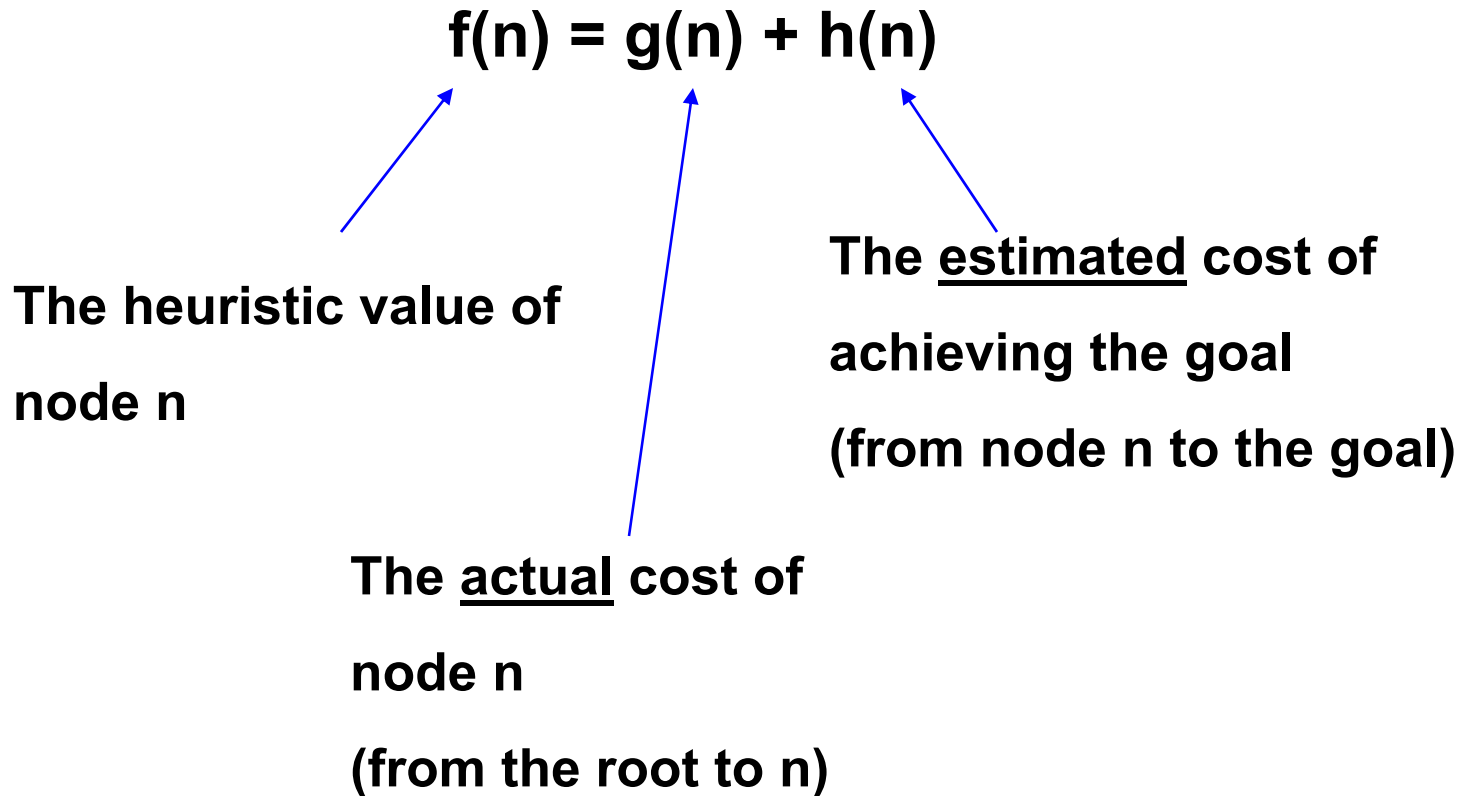 f(n) = g(n) + h(n)
The heuristic value of
node n
The actual cost of
node n
(from the root to n)
The estimated cost of
achieving the goal
(from node n to the goal)